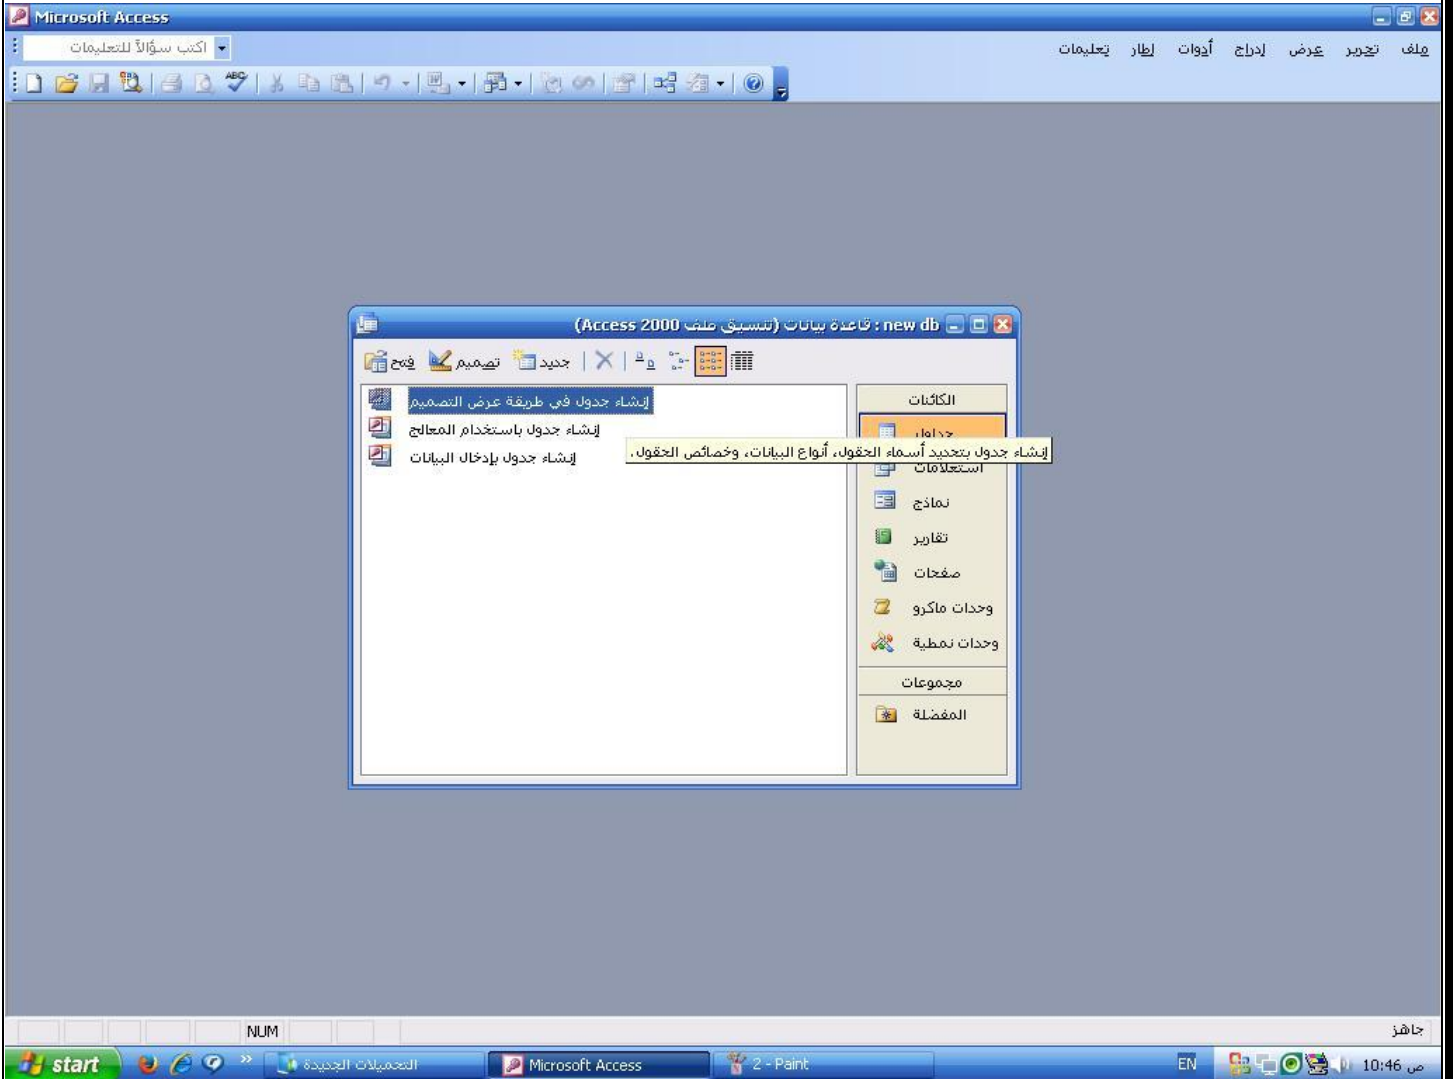 Microsoft Access
ملف تحرير عرض إدراج أدوات إطار تعليمات
اكتب سؤالاً للتعليمات
ABC
new db : قاعدة بيانات (تنسيق ملف Access 2000)
فتح تصميم جديد
الكائنات
جداول
استعلامات
نماذج
تقارير
صفحات
وحدات ماكرو
وحدات نمطية
مجموعات
المفضلة
إنشاء جدول في طريقة عرض التصميم
إنشاء جدول باستخدام المعالج
إنشاء جدول بإدخال البيانات
إنشاء جدول بتحديد أسماء الحقول، أنواع البيانات، وخصائص الحقول.
جاهز
NUM
start
التحميلات الجديدة
Microsoft Access
2 - Paint
EN
10:46 ص